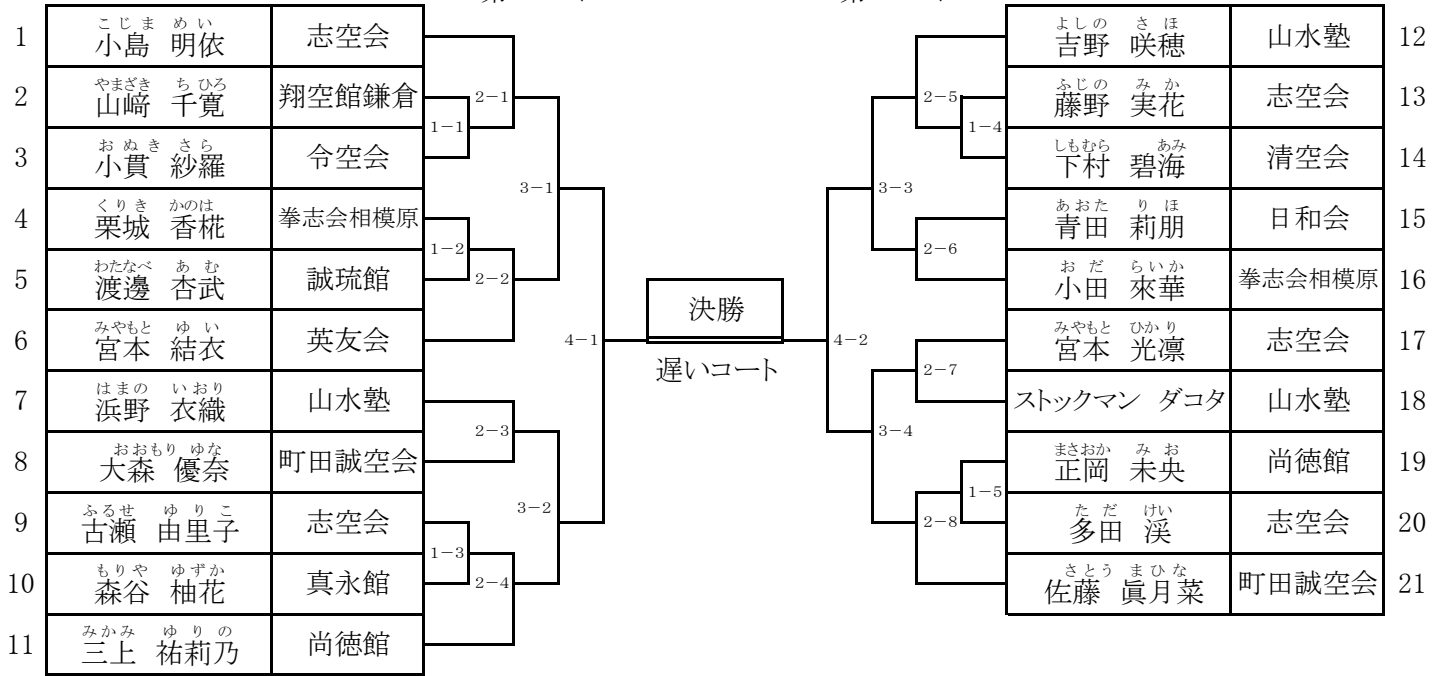 1 小島 明依 こじま めい 志空会
2 山﨑 千寛 やまざき ちひろ 翔空館鎌倉
3 小貫 紗羅 おぬき さら 令空会
4 栗城 香椛 くりき かのは 拳志会相模原
5 渡邊 杏武 わたなべ あむ 誠琉館
6 宮本 結衣 みやもと ゆい 英友会
7 浜野 衣織 はまの いおり 山水塾
8 大森 優奈 おおもり ゆな 町田誠空会
9 古瀬 由里子 ふるせ ゆりこ 志空会
10 森谷 柚花 もりや ゆずか 真永館
11 三上 祐莉乃 みかみ ゆりの 尚徳館
1-1
1-2
1-3
2-1
2-2
2-3
2-4
3-1
3-2
4-1
決勝
遅いコート
4-2
3-3
3-4
2-5
2-6
2-7
2-8
1-4
1-5
吉野 咲穂 よしの さほ 山水塾 12
藤野 実花 ふじの みか 志空会 13
下村 碧海 しもむら あみ 清空会 14
青田 莉朋 あおた りほ 日和会 15
小田 來華 おだ らいか 拳志会相模原 16
宮本 光凛 みやもと ひかり 志空会 17
ストックマン ダコタ 山水塾 18
正岡 未央 まさおか みお 尚徳館 19
多田 渓 ただ けい 志空会 20
佐藤 眞月菜 さとう まひな 町田誠空会 21